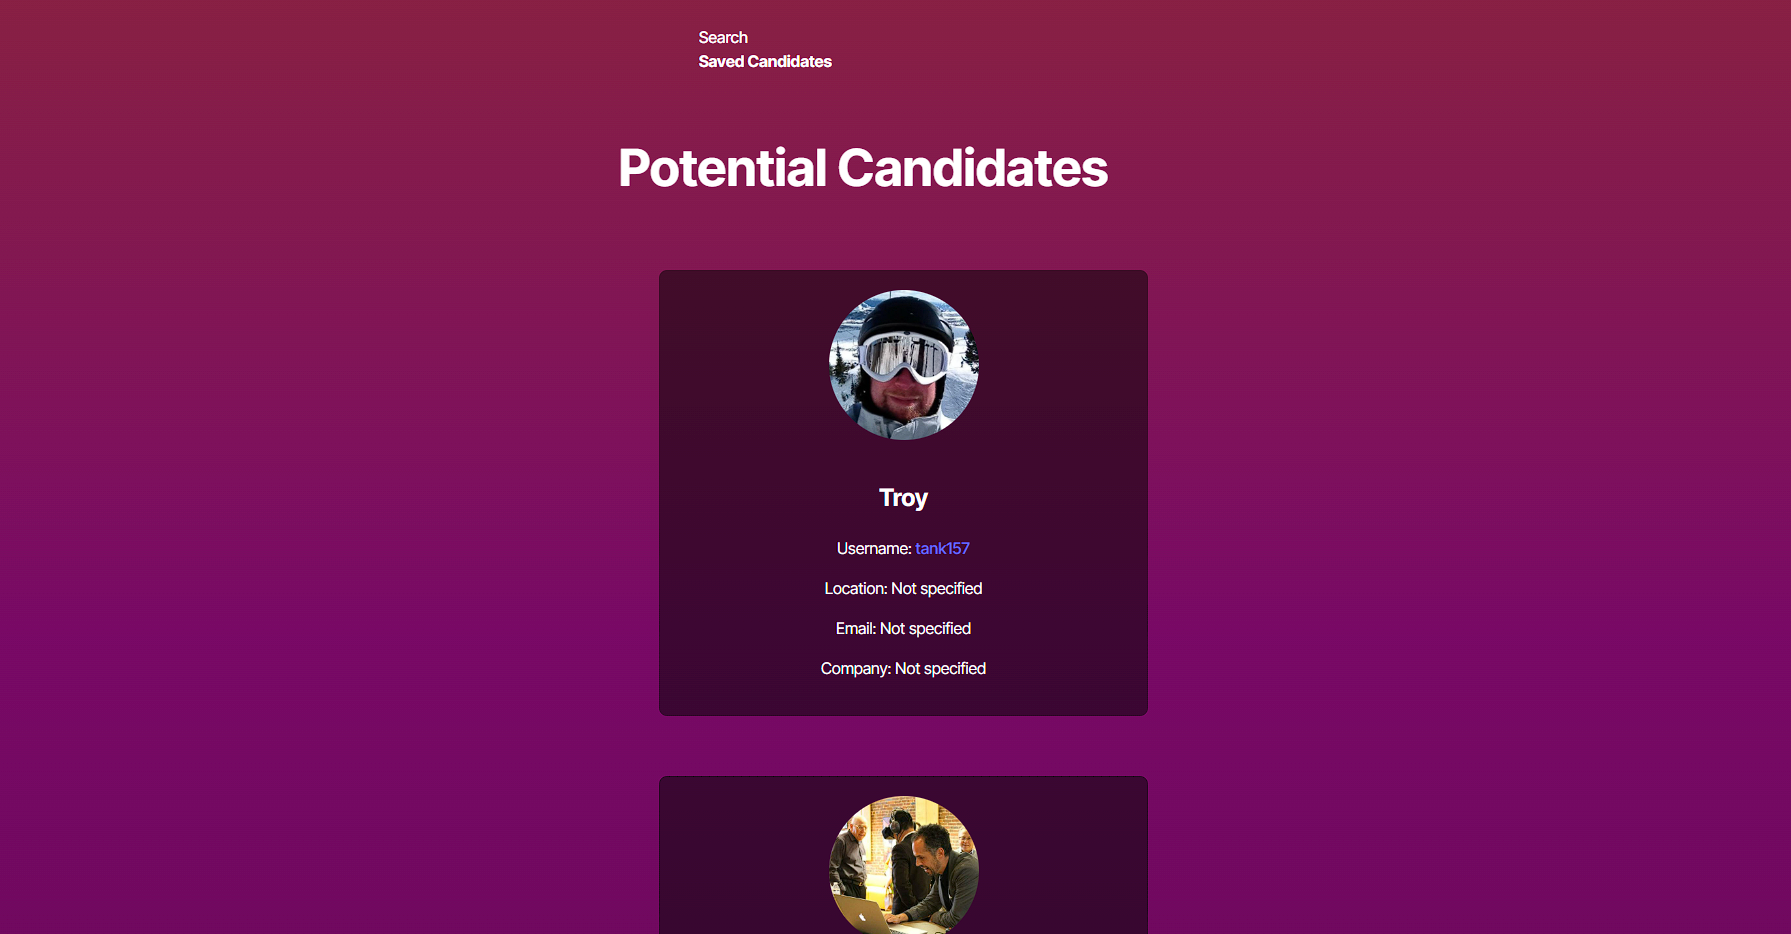 Search
Saved Candidates
Potential Candidates
Troy
Username: tank157
Location: Not specified
Email: Not specified
Company: Not specified